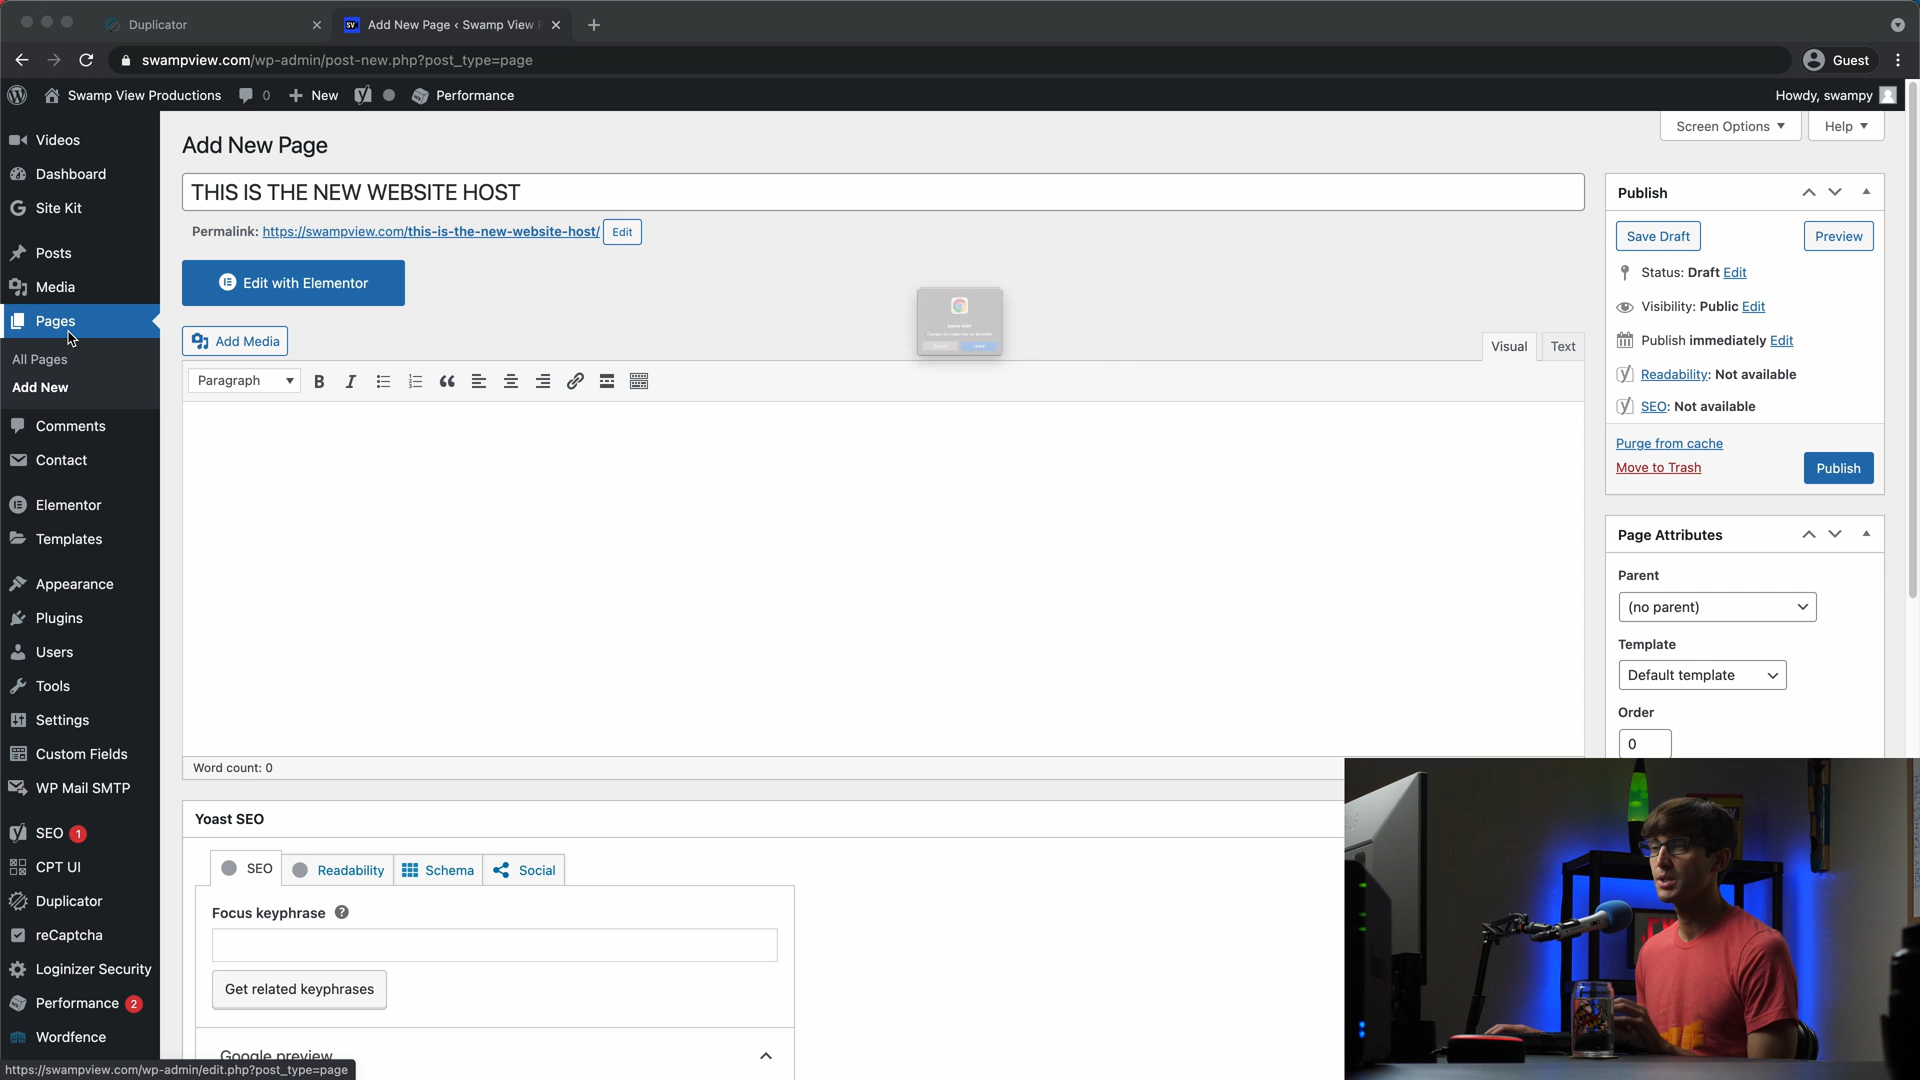 Duplicator
SV Add New Page ‹ Swamp View P
swampview.com/wp-admin/post-new.php?post_type=page
Guest
Swamp View Productions
0
New
Performance
Howdy, swampy
Screen Options
Help
Videos
Dashboard
Site Kit
Posts
Media
Pages
All Pages
Add New
Comments
Contact
Elementor
Templates
Appearance
Plugins
Users
Tools
Settings
Custom Fields
WP Mail SMTP
SEO 1
CPT UI
Duplicator
reCaptcha
Loginizer Security
Performance 2
Wordfence
https://swampview.com/wp-admin/edit.php?post_type=page
Add New Page
THIS IS THE NEW WEBSITE HOST
Permalink: https://swampview.com/this-is-the-new-website-host/ Edit
Edit with Elementor
Add Media
Visual
Text
Paragraph
B
I
Word count: 0
Yoast SEO
SEO
Readability
Schema
Social
Focus keyphrase ?
Get related keyphrases
Google preview
Publish
Save Draft
Preview
Status: Draft Edit
Visibility: Public Edit
Publish immediately Edit
Readability: Not available
SEO: Not available
Purge from cache
Move to Trash
Publish
Page Attributes
Parent
(no parent)
Template
Default template
Order
0